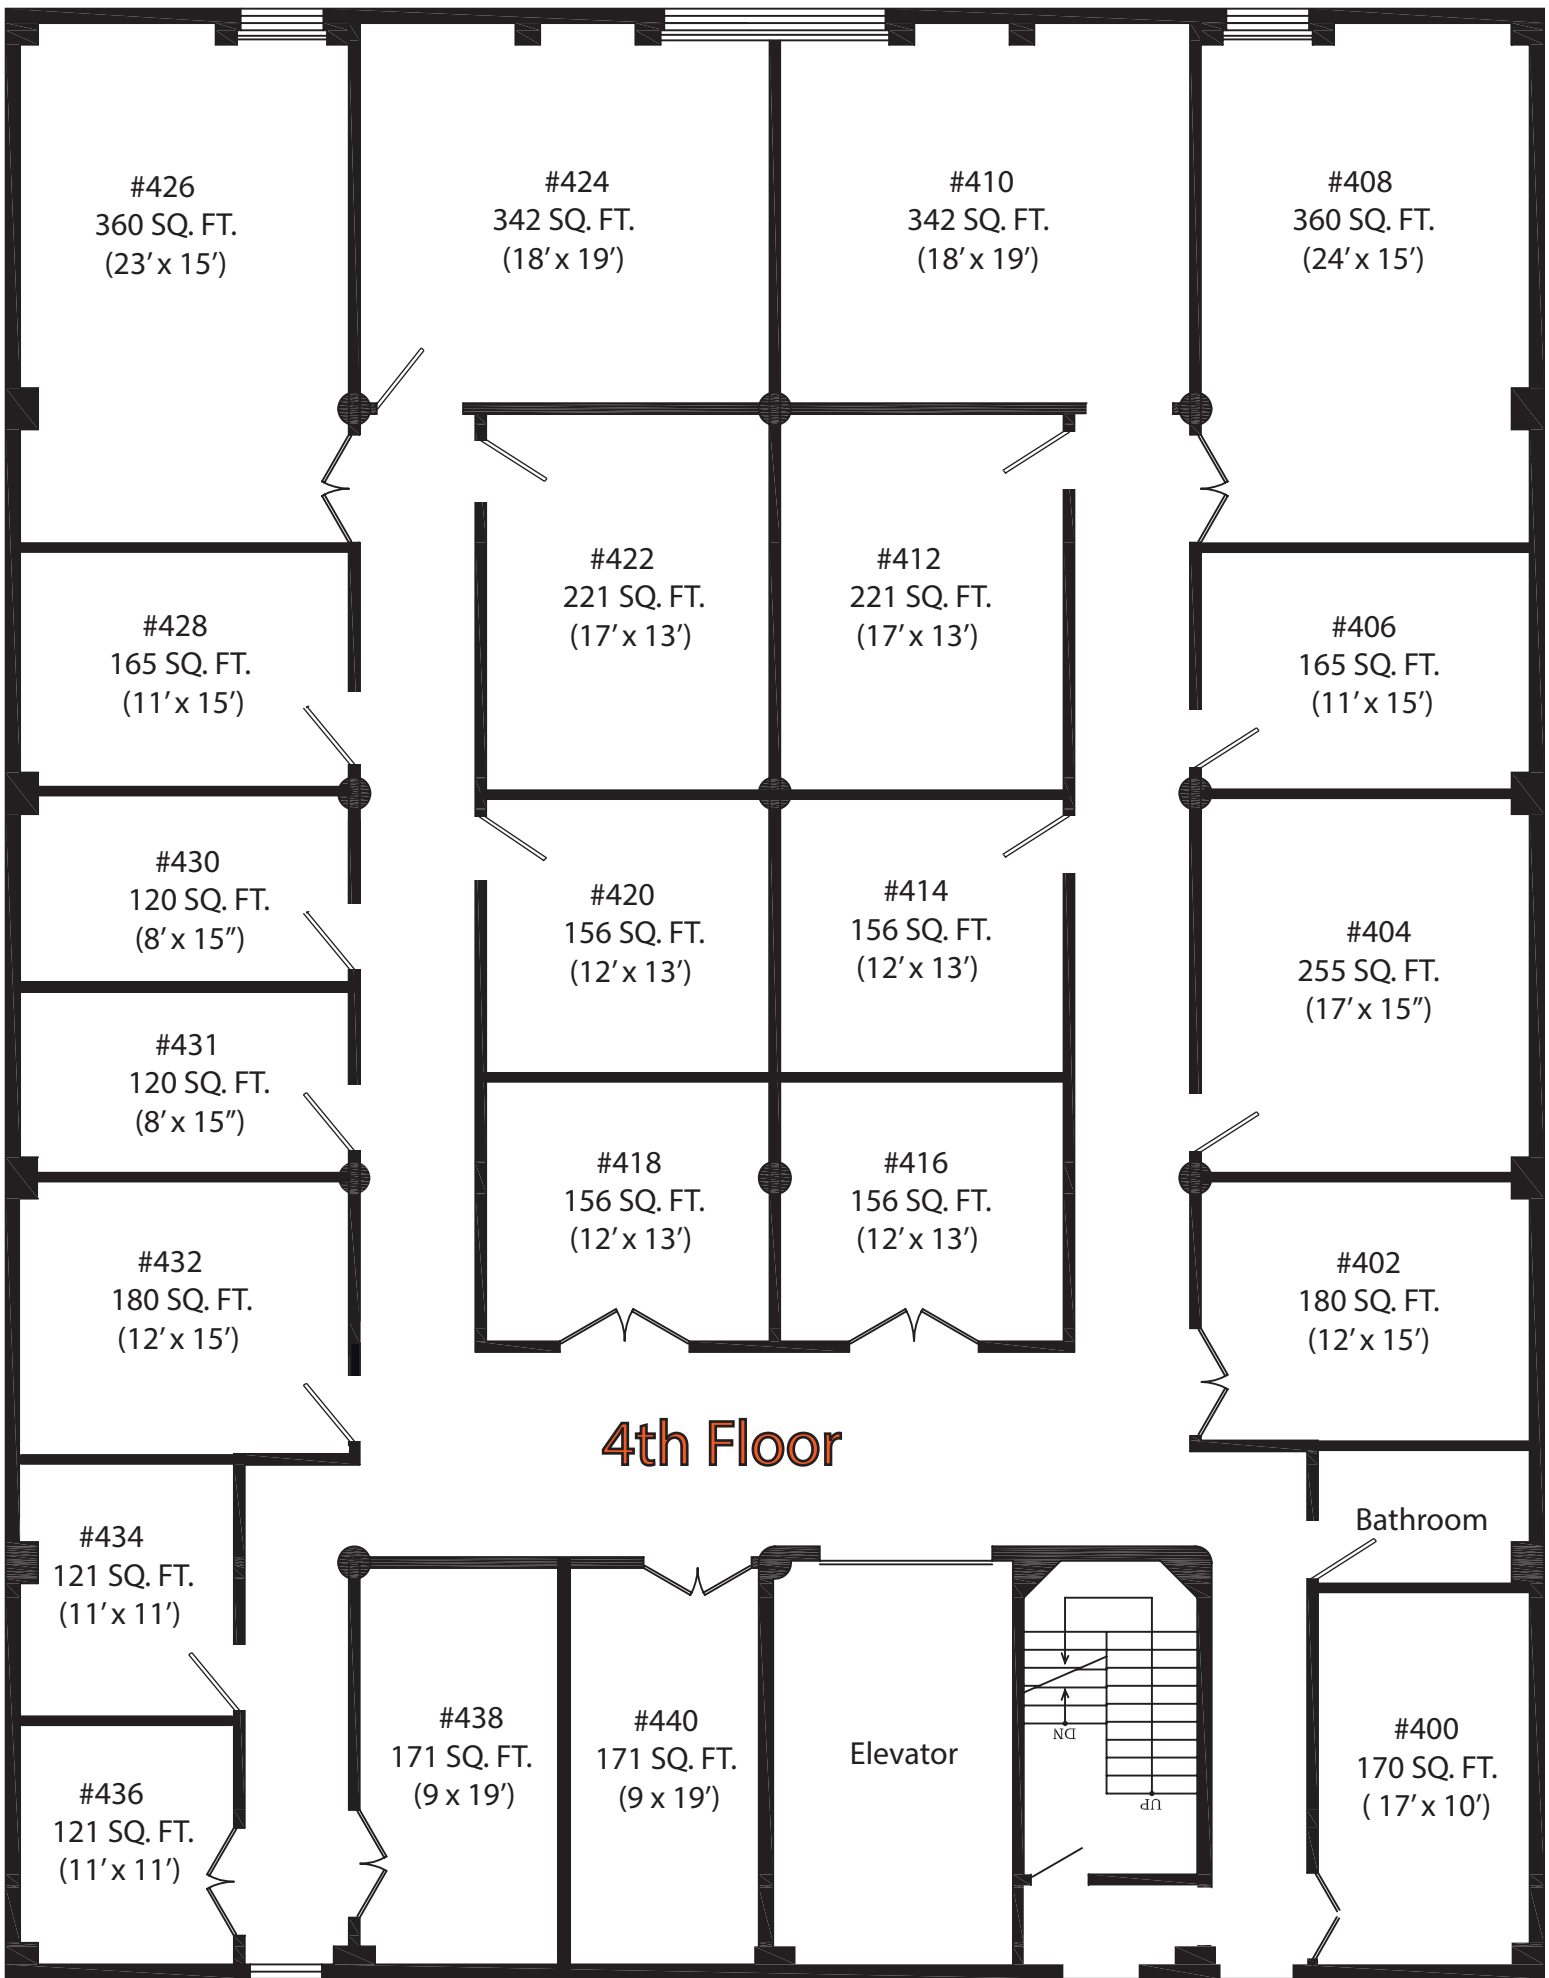 #426
360 SQ. FT.
(23’ x 15’)
#424
342 SQ. FT.
(18’ x 19’)
#410
342 SQ. FT.
(18’ x 19’)
#408
360 SQ. FT.
(24’ x 15’)
#422
221 SQ. FT.
(17’ x 13’)
#412
221 SQ. FT.
(17’ x 13’)
#428
165 SQ. FT.
(11’ x 15’)
#406
165 SQ. FT.
(11’ x 15’)
#430
120 SQ. FT.
(8’ x 15”)
#420
156 SQ. FT.
(12’ x 13’)
#414
156 SQ. FT.
(12’ x 13’)
#404
255 SQ. FT.
(17’ x 15”)
#431
120 SQ. FT.
(8’ x 15”)
#418
156 SQ. FT.
(12’ x 13’)
#416
156 SQ. FT.
(12’ x 13’)
#432
180 SQ. FT.
(12’ x 15’)
#402
180 SQ. FT.
(12’ x 15’)
4th Floor
#434
121 SQ. FT.
(11’ x 11’)
Bathroom
#438
171 SQ. FT.
(9 x 19’)
#440
171 SQ. FT.
(9 x 19’)
Elevator
DN
UP
#400
170 SQ. FT.
( 17’ x 10’)
#436
121 SQ. FT.
(11’ x 11’)